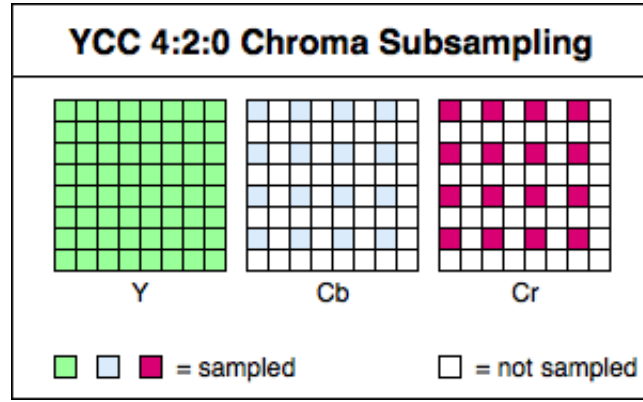 YCC 4:2:0 Chroma Subsampling
Y Cb Cr
= sampled = not sampled